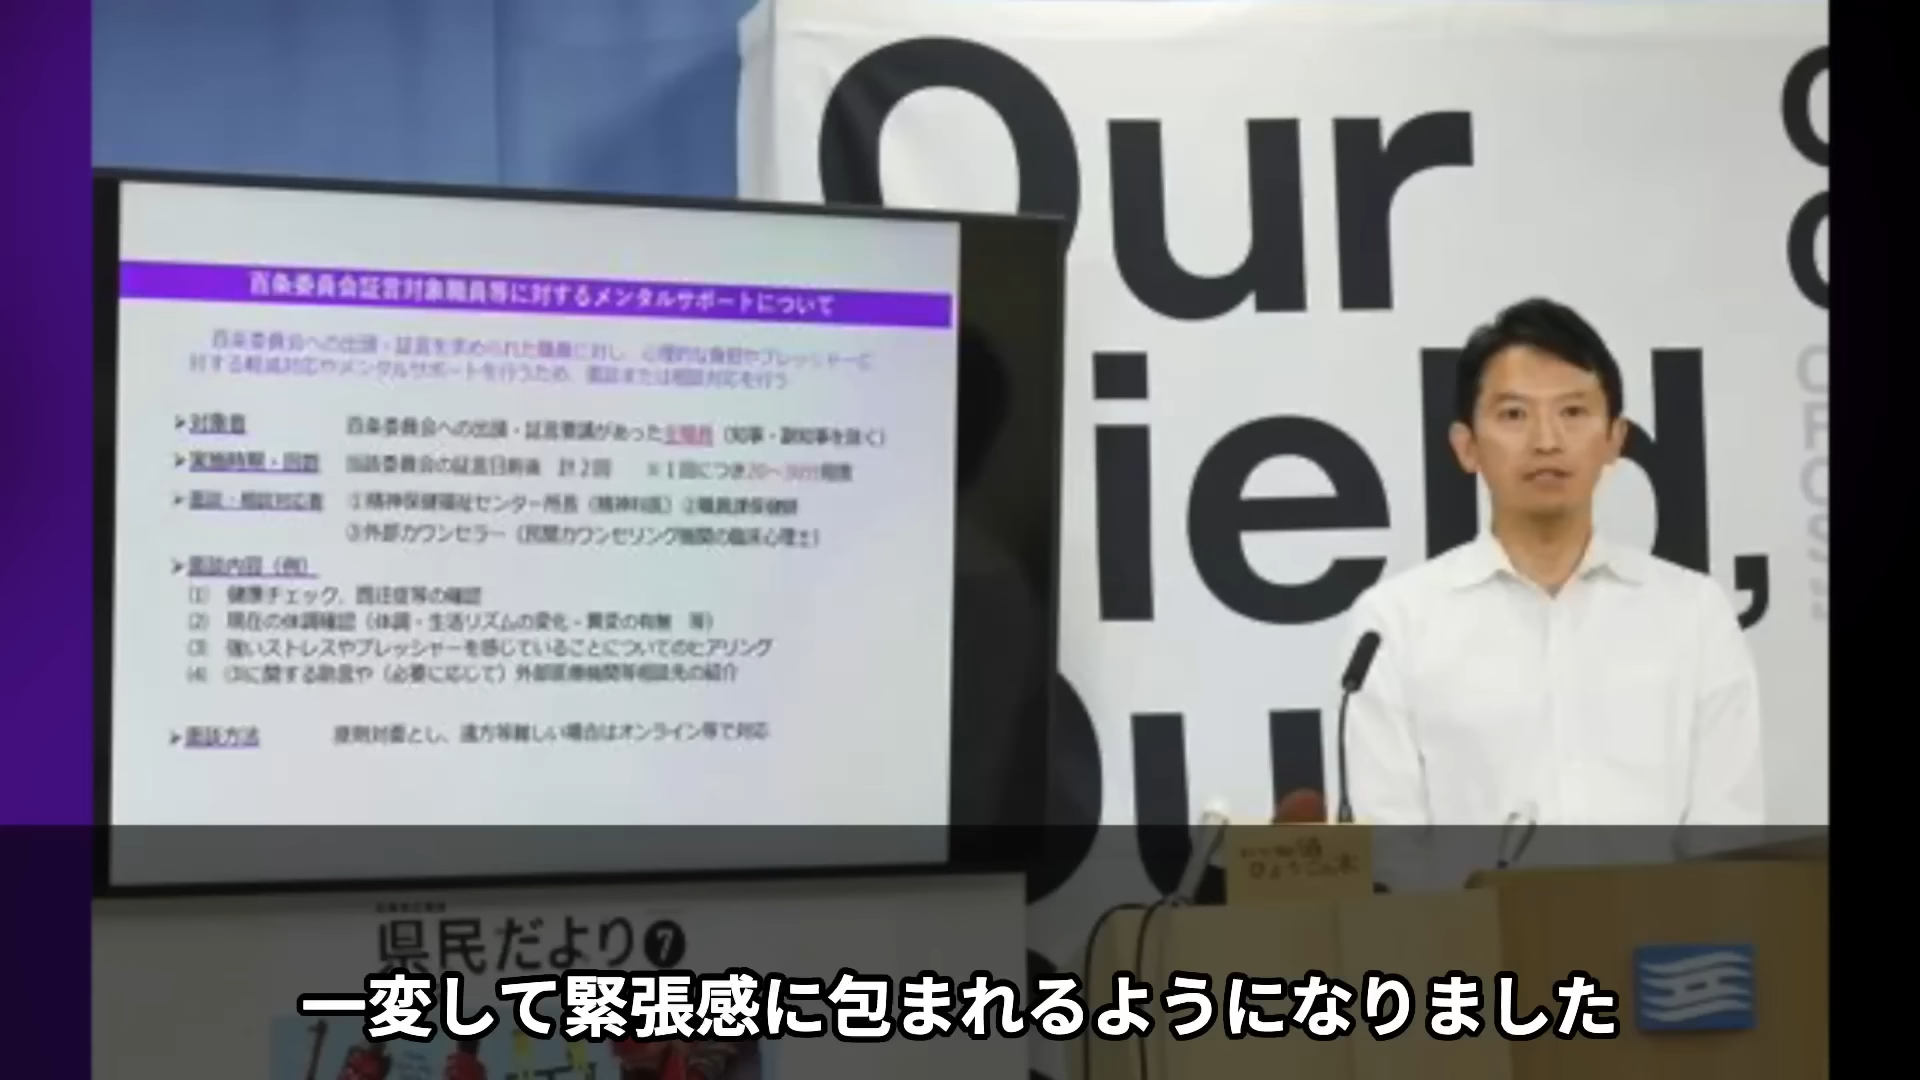 Our
ield,
Ou
百条委員会証言対象職員等に対するメンタルサポートについて
百条委員会への出頭・証言を求められた職員に対し、心理的な負担やプレッシャーに
対する軽減対応やメンタルサポートを行うため、面談または相談対応を行う
➤対象者 百条委員会への出頭・証言要請があった全職員（知事・副知事を除く）
➤実施時期・回数 当該委員会の証言日前後 計2回 ※1回につき20～30分程度
➤面談・相談対応者 ①精神保健福祉センター所長（精神科医）②職員課保健師
③外部カウンセラー（民間カウンセリング機関の臨床心理士）
➤面談内容（例）
(1) 健康チェック、既往症等の確認
(2) 現在の体調確認（体調・生活リズムの変化・異変の有無 等）
(3) 強いストレスやプレッシャーを感じていることについてのヒアリング
(4) (3)に関する助言や（必要に応じて）外部医療機関等相談先の紹介
➤面談方法 原則対面とし、遠方等難しい場合はオンライン等で対応
ひょうご
県民だより7
一変して緊張感に包まれるようになりました